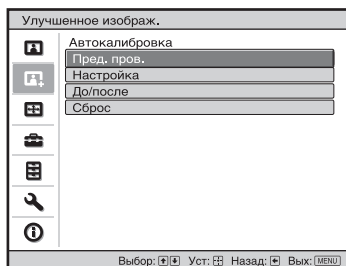 Улучшенное изображ.
Автокалибровка
Пред. пров.
Настройка
До/после
Сброс
Выбор: Уст: Назад: Вых: MENU